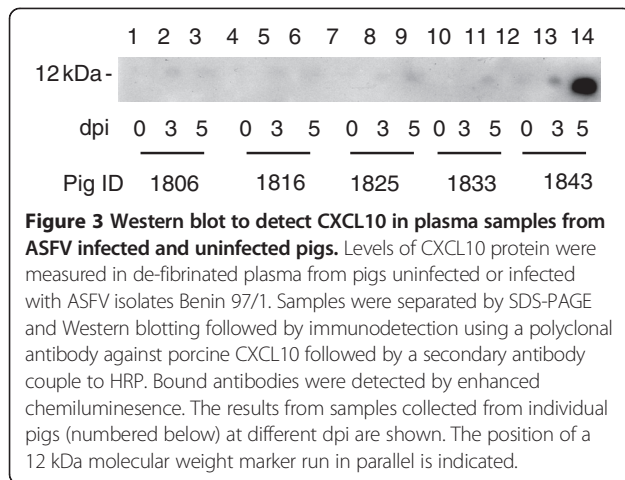 1 2 3 4 5 6 7 8 9 10 11 12 13 14
12 kDa -
dpi 0 3 5 0 3 5 0 3 5 0 3 5 0 3 5
Pig ID 1806 1816 1825 1833 1843
Figure 3 Western blot to detect CXCL10 in plasma samples from
ASFV infected and uninfected pigs. Levels of CXCL10 protein were
measured in de-fibrinated plasma from pigs uninfected or infected
with ASFV isolates Benin 97/1. Samples were separated by SDS-PAGE
and Western blotting followed by immunodetection using a polyclonal
antibody against porcine CXCL10 followed by a secondary antibody
couple to HRP. Bound antibodies were detected by enhanced
chemiluminesence. The results from samples collected from individual
pigs (numbered below) at different dpi are shown. The position of a
12 kDa molecular weight marker run in parallel is indicated.